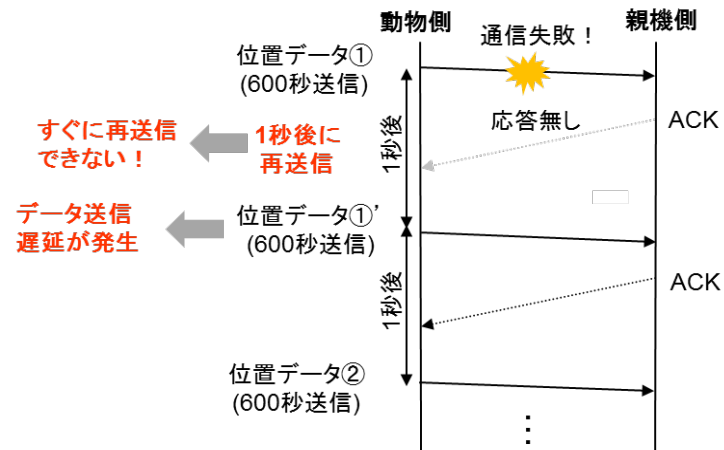 動物側
親機側
位置データ①
(600秒送信)
通信失敗！
すぐに再送信
できない！
1秒後に
再送信
1秒後
応答無し
ACK
データ送信
遅延が発生
位置データ①’
(600秒送信)
1秒後
ACK
位置データ②
(600秒送信)